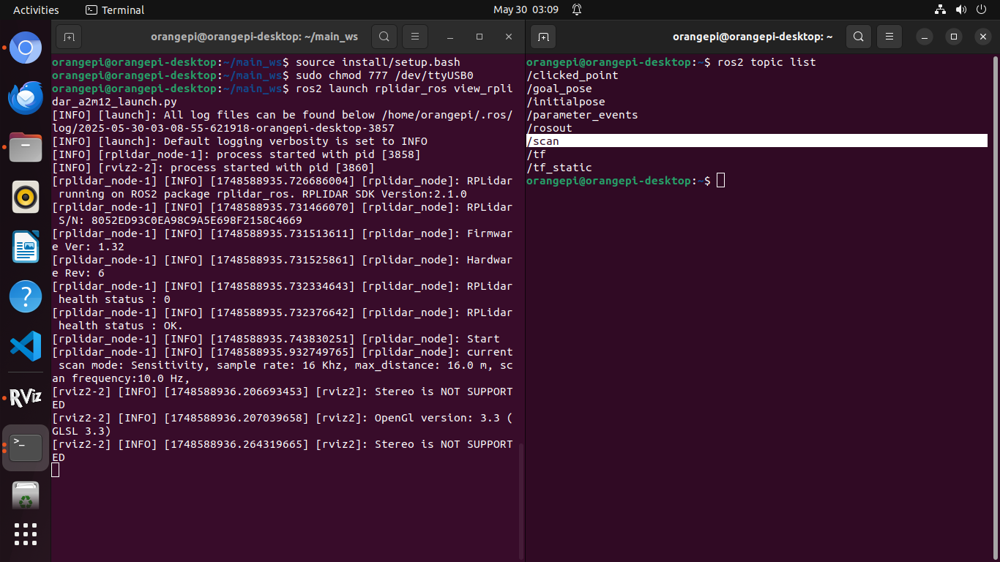 Activities
Terminal
May 30 03:09
orangepi@orangepi-desktop: ~/main_ws
orangepi@orangepi-desktop:~/main_ws$ source install/setup.bash
orangepi@orangepi-desktop:~/main_ws$ sudo chmod 777 /dev/ttyUSB0
orangepi@orangepi-desktop:~/main_ws$ ros2 launch rplidar_ros view_rpli
dar_a2m12_launch.py
[INFO] [launch]: All log files can be found below /home/orangepi/.ros/
log/2025-05-30-03-08-55-621918-orangepi-desktop-3857
[INFO] [launch]: Default logging verbosity is set to INFO
[INFO] [rplidar_node-1]: process started with pid [3858]
[INFO] [rviz2-2]: process started with pid [3860]
[rplidar_node-1] [INFO] [1748588935.726686004] [rplidar_node]: RPLidar
 running on ROS2 package rplidar_ros. RPLIDAR SDK Version:2.1.0
[rplidar_node-1] [INFO] [1748588935.731466070] [rplidar_node]: RPLidar
 S/N: 8052ED93C0EA98C9A5E698F2158C4669
[rplidar_node-1] [INFO] [1748588935.731513611] [rplidar_node]: Firmwar
e Ver: 1.32
[rplidar_node-1] [INFO] [1748588935.731525861] [rplidar_node]: Hardwar
e Rev: 6
[rplidar_node-1] [INFO] [1748588935.732334643] [rplidar_node]: RPLidar
 health status : 0
[rplidar_node-1] [INFO] [1748588935.732376642] [rplidar_node]: RPLidar
 health status : OK.
[rplidar_node-1] [INFO] [1748588935.743830251] [rplidar_node]: Start
[rplidar_node-1] [INFO] [1748588935.932749765] [rplidar_node]: current
 scan mode: Sensitivity, sample rate: 16 Khz, max_distance: 16.0 m, sc
an frequency:10.0 Hz,
[rviz2-2] [INFO] [1748588936.206693453] [rviz2]: Stereo is NOT SUPPORT
ED
[rviz2-2] [INFO] [1748588936.207039658] [rviz2]: OpenGl version: 3.3 (
GLSL 3.3)
[rviz2-2] [INFO] [1748588936.264319665] [rviz2]: Stereo is NOT SUPPORT
ED
orangepi@orangepi-desktop: ~
orangepi@orangepi-desktop:~$ ros2 topic list
/clicked_point
/goal_pose
/initialpose
/parameter_events
/rosout
/scan
/tf
/tf_static
orangepi@orangepi-desktop:~$
RViz